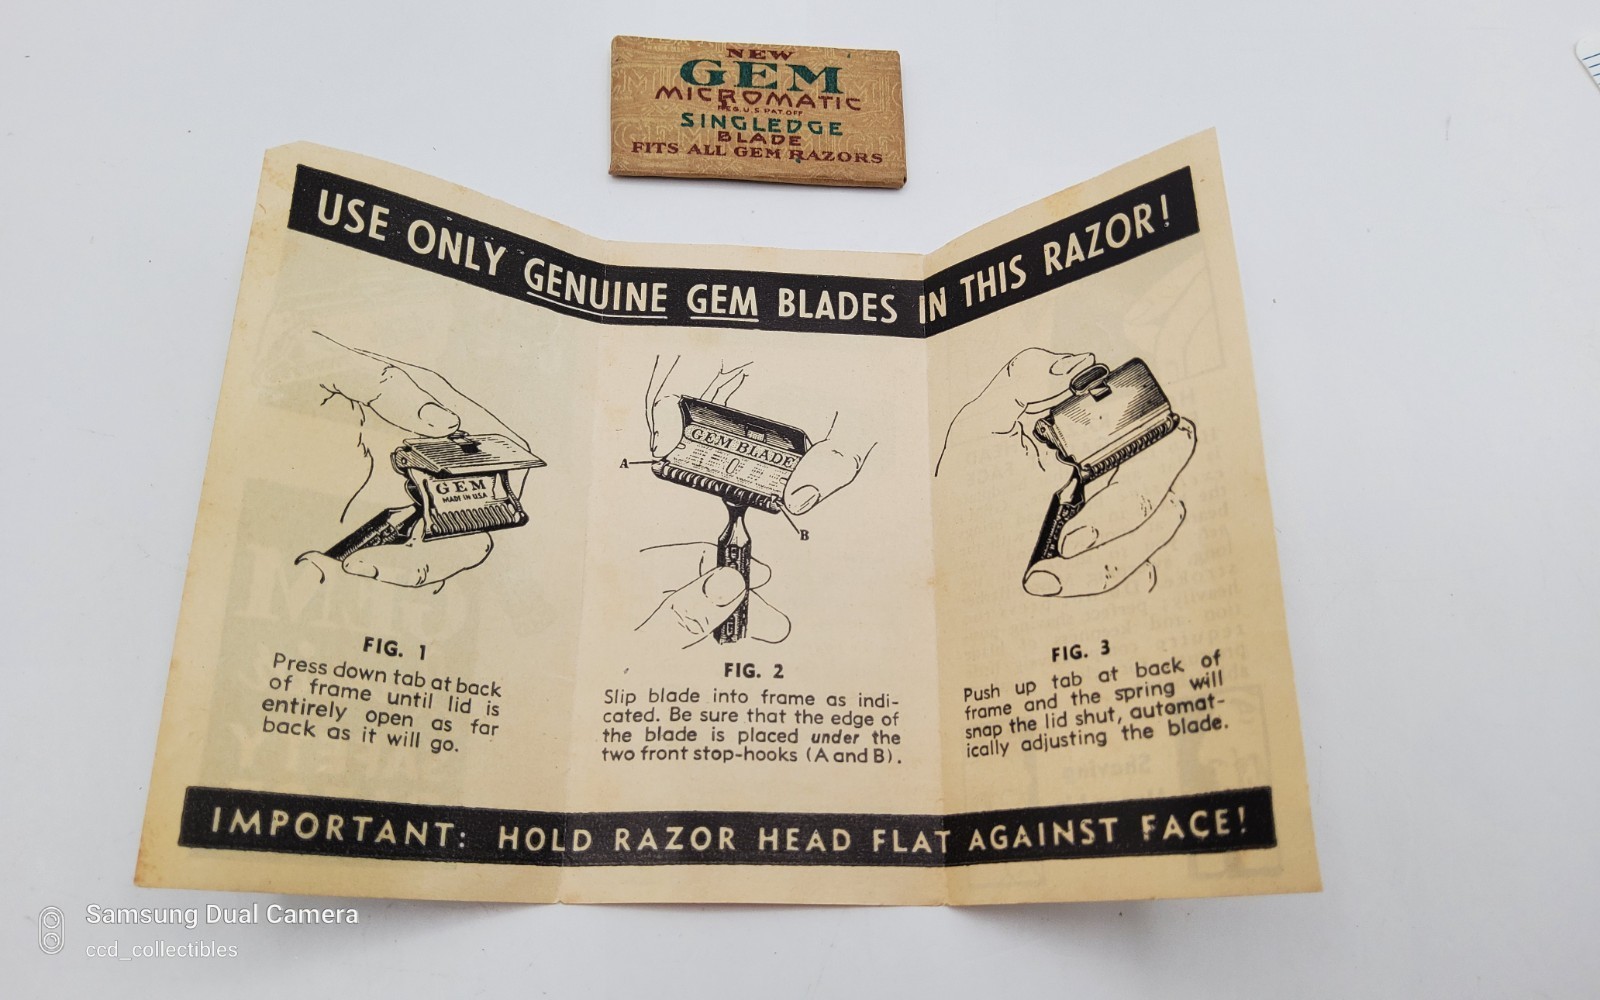 NEW
GEM
MICROMATIC
REG. U.S. PAT. OFF
SINGLEDGE
BLADE
FITS ALL GEM RAZORS
USE ONLY GENUINE GEM BLADES IN THIS RAZOR!
GEM
MADE IN U.S.A
FIG. 1
Press down tab at back
of frame until lid is
entirely open as far
back as it will go.
GEM BLADE
A
B
FIG. 2
Slip blade into frame as indi-
cated. Be sure that the edge of
the blade is placed under the
two front stop-hooks (A and B).
FIG. 3
Push up tab at back of
frame and the spring will
snap the lid shut, automat-
ically adjusting the blade.
IMPORTANT: HOLD RAZOR HEAD FLAT AGAINST FACE!
Samsung Dual Camera
ccd_collectibles